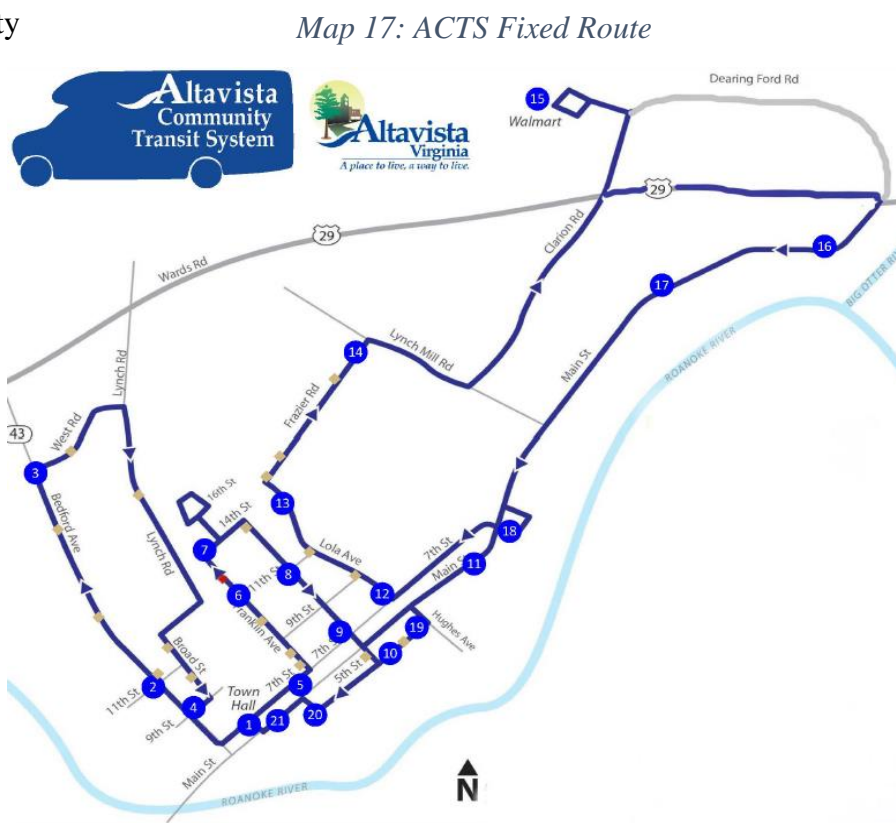 ty
Map 17: ACTS Fixed Route
Altavista
Community
Transit System
Altavista
Virginia
A place to live, a way to live.
15
Walmart
Dearing Ford Rd
29
29
Wards Rd
Clarion Rd
16
17
BIG OTTER RI
ROANOKE RIVER
Main St
14
Lynch Mill Rd
Lynch Rd
Frazier Rd
West Rd
43
3
Bedford Ave
Lynch Rd
16th St
14th St
13
7
Lola Ave
7th St
18
Main St
11
11th St
8
12
6
Franklin Ave
9th St
9
7th St
19
Hughes Ave
10
5th St
Broad St
2
11th St
4
9th St
7th St
5
Town
Hall
1
21
20
Main St
ROANOKE RIVER
N